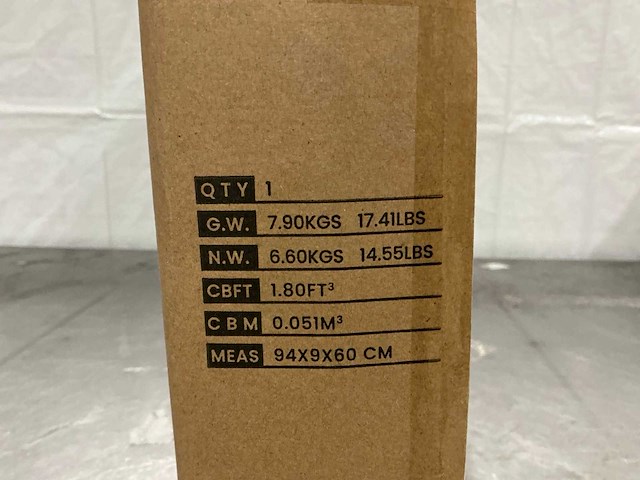 QTY 1
G.W. 7.90KGS 17.41LBS
N.W. 6.60KGS 14.55LBS
CBFT 1.80FT³
CBM 0.051M³
MEAS 94X9X60 CM